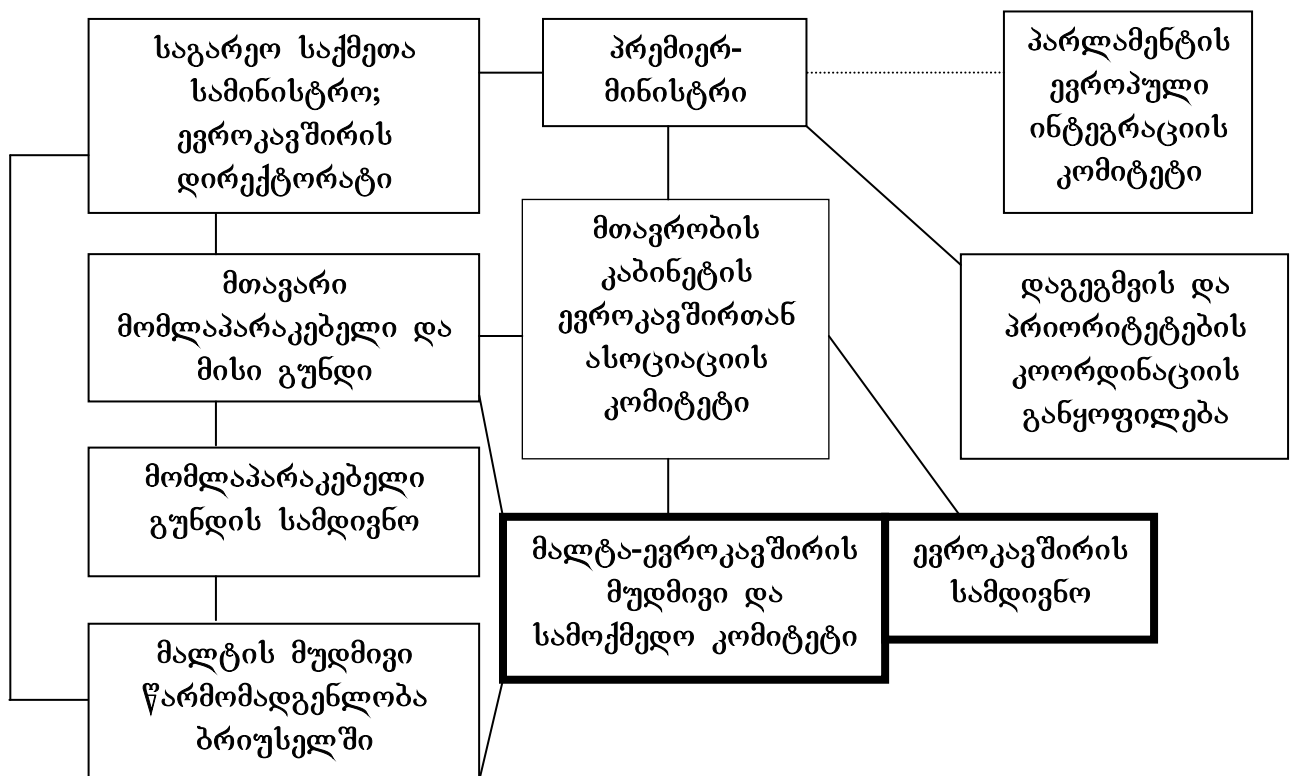 საგარეო საქმეთა
სამინისტრო;
ევროკავშირის
დირექტორატი
პრემიერ-
მინისტრი
პარლამენტის
ევროპული
ინტეგრაციის
კომიტეტი
მთავარი
მომლაპარაკებელი და
მისი გუნდი
მთავრობის
კაბინეტის
ევროკავშირთან
ასოციაციის
კომიტეტი
დაგეგმვის და
პრიორიტეტების
კოორდინაციის
განყოფილება
მომლაპარაკებელი
გუნდის სამდივნო
მალტა-ევროკავშირის
მუდმივი და
სამოქმედო კომიტეტი
ევროკავშირის
სამდივნო
მალტის მუდმივი
წარმომადგენლობა
ბრიუსელში